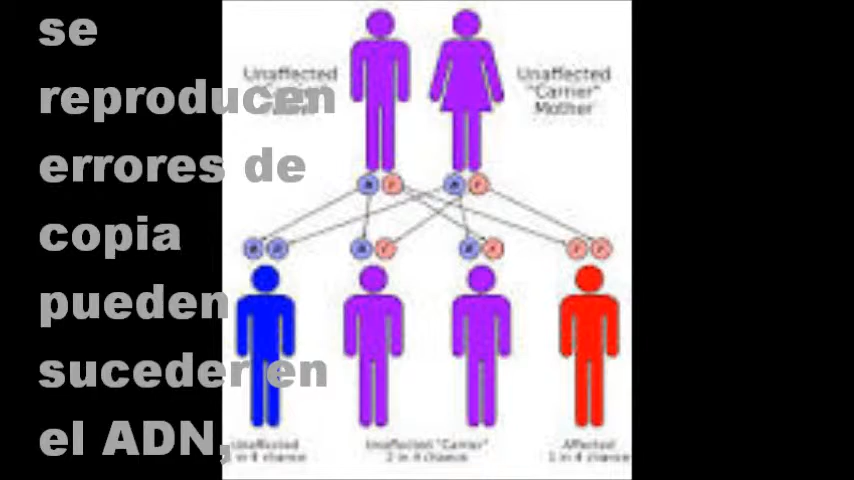 se
reproducen
errores de
copia
pueden
suceder en
el ADN,
Unaffected
"Carrier"
Unaffected
"Carrier"
Mother
Unaffected
1 in 4 chance
Unaffected "Carrier"
2 in 4 chance
Affected
1 in 4 chance